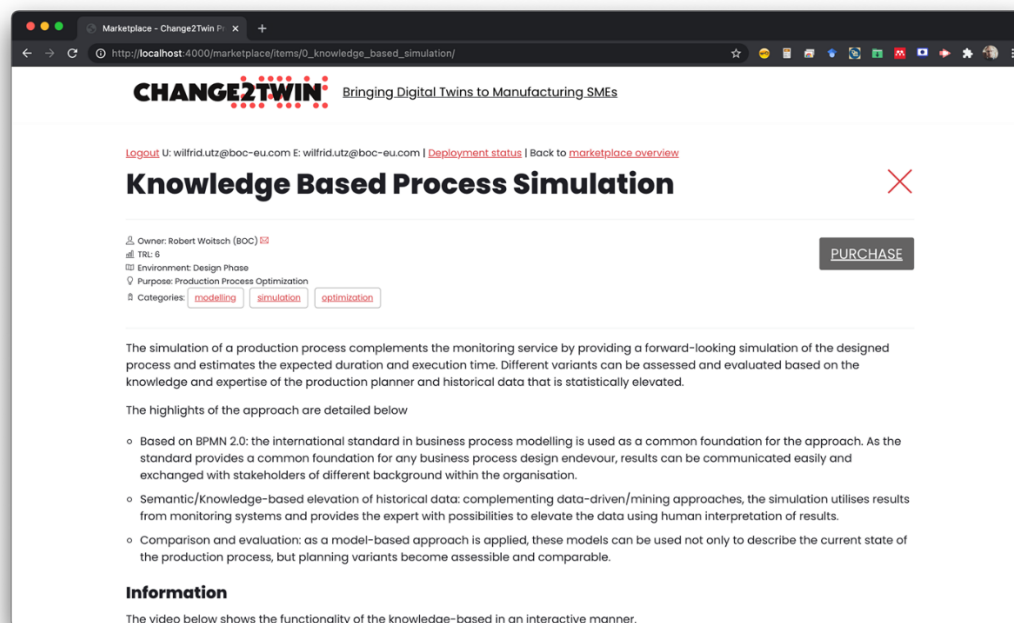 Marketplace - Change2Twin Pr
http://localhost:4000/marketplace/items/0_knowledge_based_simulation/
CHANGE2TWIN Bringing Digital Twins to Manufacturing SMEs
Logout U: wilfrid.utz@boc-eu.com E: wilfrid.utz@boc-eu.com | Deployment status | Back to marketplace overview
Knowledge Based Process Simulation
Owner: Robert Woitsch (BOC)
TRL: 6
PURCHASE
Environment: Design Phase
Purpose: Production Process Optimization
Categories: modelling simulation optimization
The simulation of a production process complements the monitoring service by providing a forward-looking simulation of the designed
process and estimates the expected duration and execution time. Different variants can be assessed and evaluated based on the
knowledge and expertise of the production planner and historical data that is statistically elevated.
The highlights of the approach are detailed below
Based on BPMN 2.0: the international standard in business process modelling is used as a common foundation for the approach. As the
standard provides a common foundation for any business process design endevour, results can be communicated easily and
exchanged with stakeholders of different background within the organisation.
Semantic/Knowledge-based elevation of historical data: complementing data-driven/mining approaches, the simulation utilises results
from monitoring systems and provides the expert with possibilities to elevate the data using human interpretation of results.
Comparison and evaluation: as a model-based approach is applied, these models can be used not only to describe the current state of
the production process, but planning variants become assessible and comparable.
Information
The video below shows the functionality of the knowledge-based in an interactive manner.